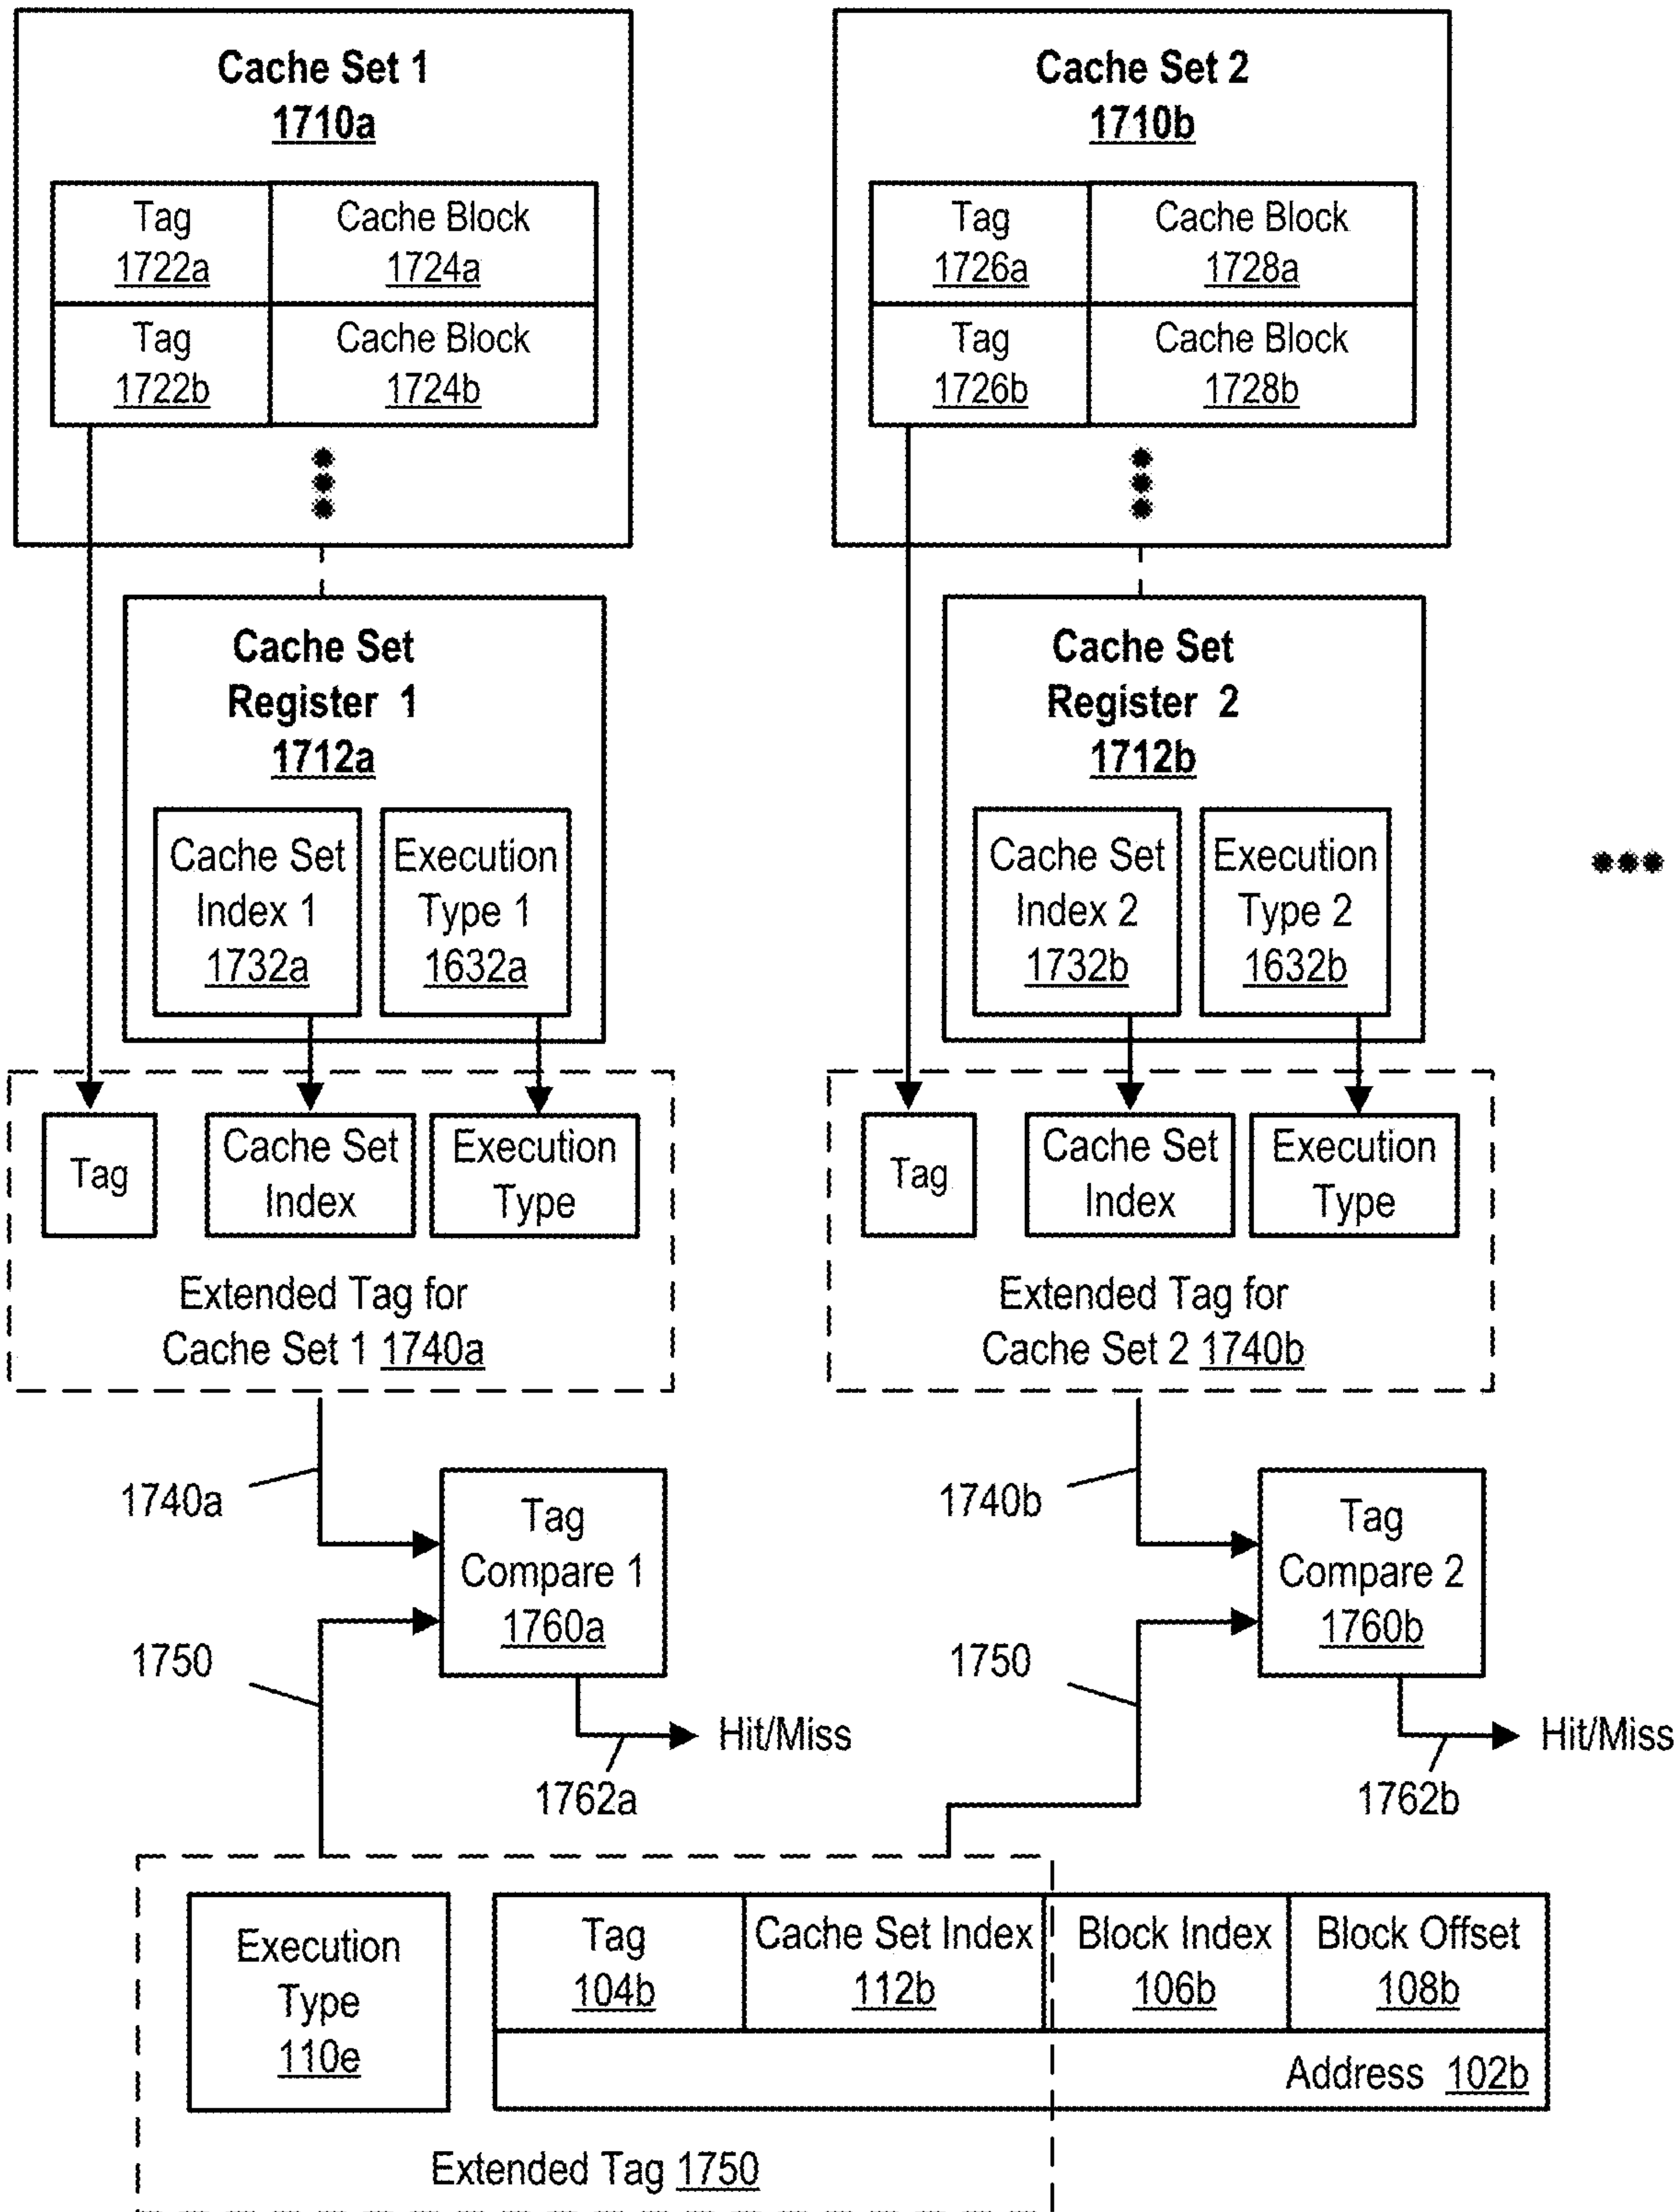 Cache Set 1
1710a
Tag
1722a
Cache Block
1724a
Tag
1722b
Cache Block
1724b
Cache Set 2
1710b
Tag
1726a
Cache Block
1728a
Tag
1726b
Cache Block
1728b
Cache Set
Register 1
1712a
Cache Set
Index 1
1732a
Execution
Type 1
1632a
Cache Set
Register 2
1712b
Cache Set
Index 2
1732b
Execution
Type 2
1632b
Tag
Cache Set
Index
Execution
Type
Extended Tag for
Cache Set 1 1740a
Tag
Cache Set
Index
Execution
Type
Extended Tag for
Cache Set 2 1740b
1740a
Tag
Compare 1
1760a
1750
Hit/Miss
1762a
1740b
Tag
Compare 2
1760b
1750
Hit/Miss
1762b
Execution
Type
110e
Tag
104b
Cache Set Index
112b
Block Index
106b
Block Offset
108b
Address 102b
Extended Tag 1750